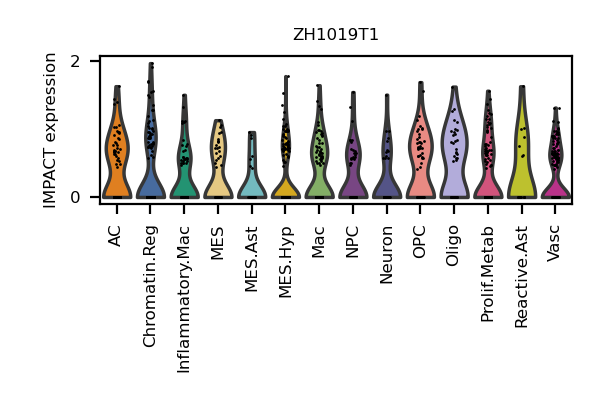 ZH1019T1
IMPACT expression
2
0
AC
Chromatin.Reg
Inflammatory.Mac
MES
MES.Ast
MES.Hyp
Mac
NPC
Neuron
OPC
Oligo
Prolif.Metab
Reactive.Ast
Vasc